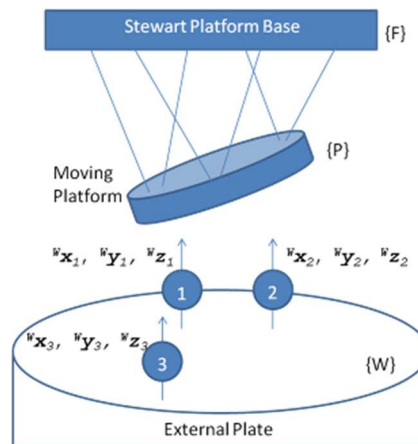 Stewart Platform Base
{F}
{P}
Moving
Platform
ᵂx₁, ᵂy₁, ᵂz₁
ᵂx₂, ᵂy₂, ᵂz₂
1
2
ᵂx₃, ᵂy₃, ᵂz₃
3
{W}
External Plate